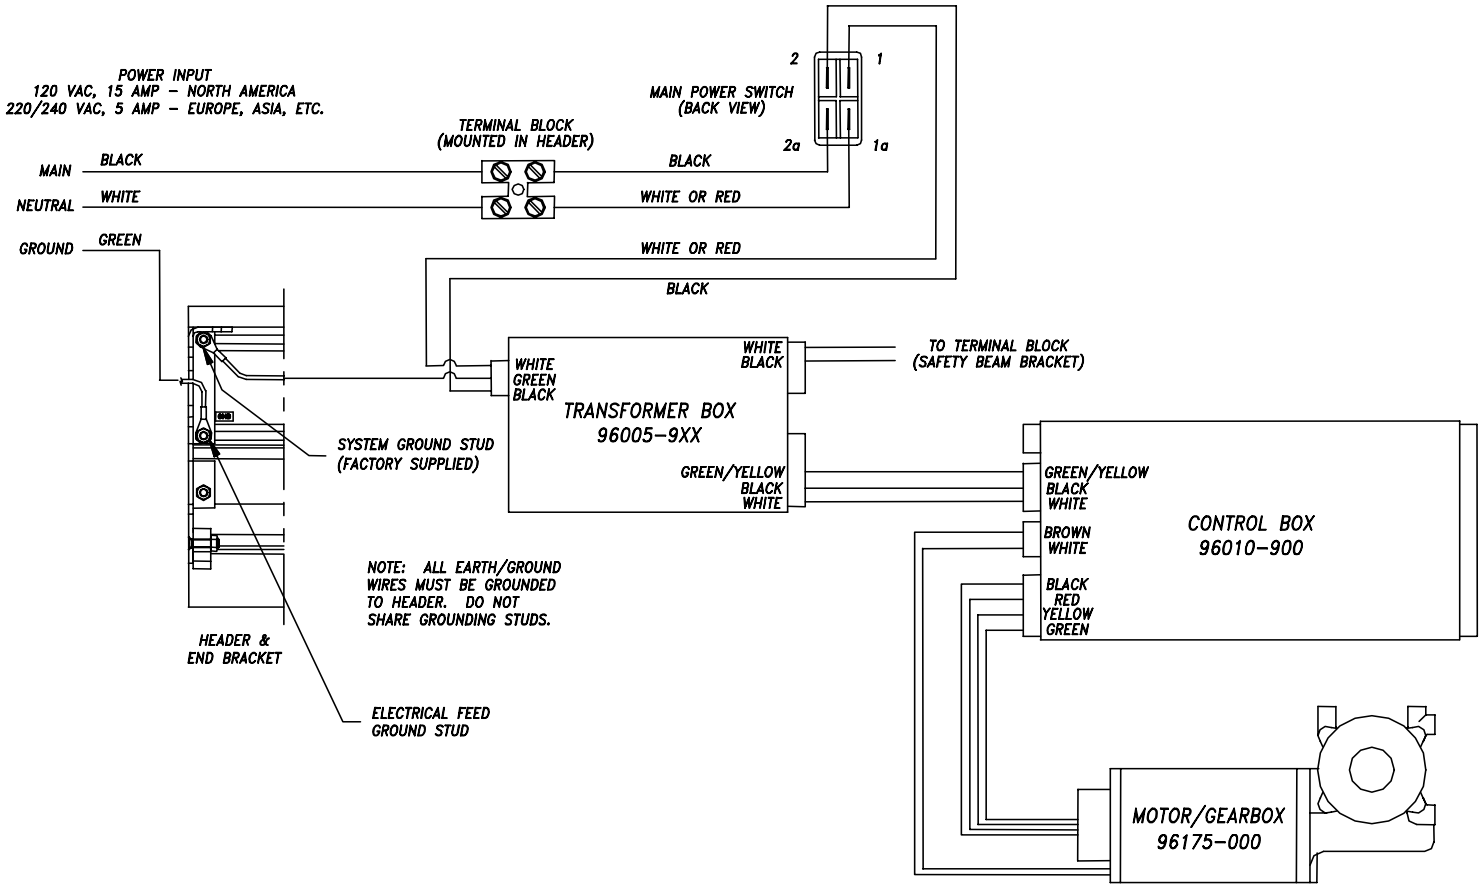 POWER INPUT
120 VAC, 15 AMP - NORTH AMERICA
220/240 VAC, 5 AMP - EUROPE, ASIA, ETC.
MAIN
BLACK
NEUTRAL
WHITE
GROUND
GREEN
TERMINAL BLOCK
(MOUNTED IN HEADER)
BLACK
WHITE OR RED
MAIN POWER SWITCH
(BACK VIEW)
2
1
2a
1a
WHITE OR RED
BLACK
WHITE
GREEN
BLACK
TRANSFORMER BOX
96005-9XX
WHITE
BLACK
TO TERMINAL BLOCK
(SAFETY BEAM BRACKET)
GREEN/YELLOW
BLACK
WHITE
SYSTEM GROUND STUD
(FACTORY SUPPLIED)
NOTE: ALL EARTH/GROUND
WIRES MUST BE GROUNDED
TO HEADER. DO NOT
SHARE GROUNDING STUDS.
HEADER &
END BRACKET
ELECTRICAL FEED
GROUND STUD
GREEN/YELLOW
BLACK
WHITE
BROWN
WHITE
BLACK
RED
YELLOW
GREEN
CONTROL BOX
96010-900
MOTOR/GEARBOX
96175-000